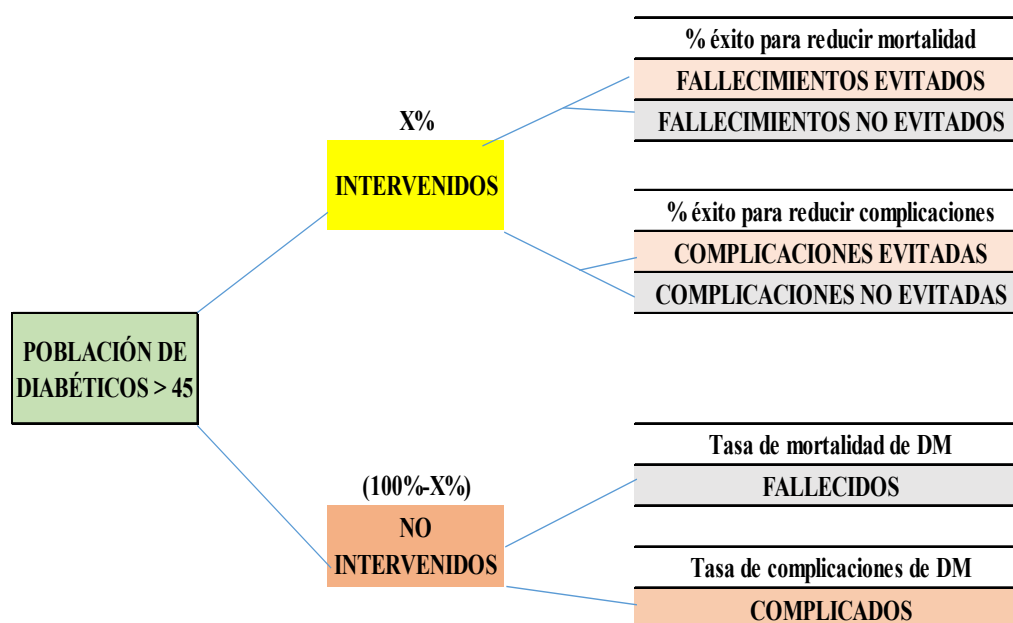 % éxito para reducir mortalidad
FALLECIMIENTOS EVITADOS
FALLECIMIENTOS NO EVITADOS
X%
INTERVENIDOS
% éxito para reducir complicaciones
COMPLICACIONES EVITADAS
COMPLICACIONES NO EVITADAS
POBLACIÓN DE
DIABÉTICOS > 45
Tasa de mortalidad de DM
FALLECIDOS
(100%-X%)
NO
INTERVENIDOS
Tasa de complicaciones de DM
COMPLICADOS